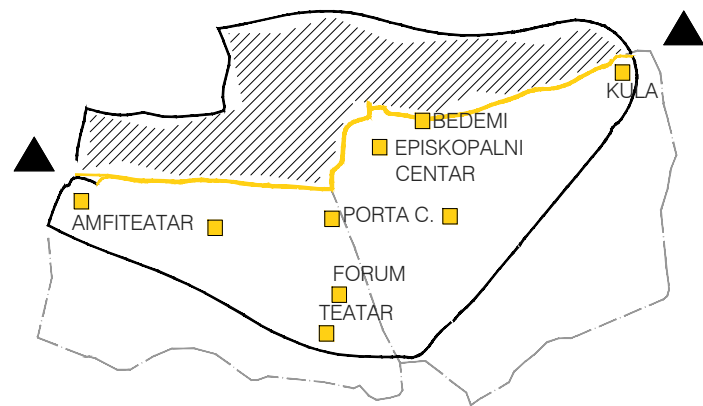 KULA
BEDEMI
EPISKOPALNI
CENTAR
AMFITEATAR
PORTA C.
FORUM
TEATAR